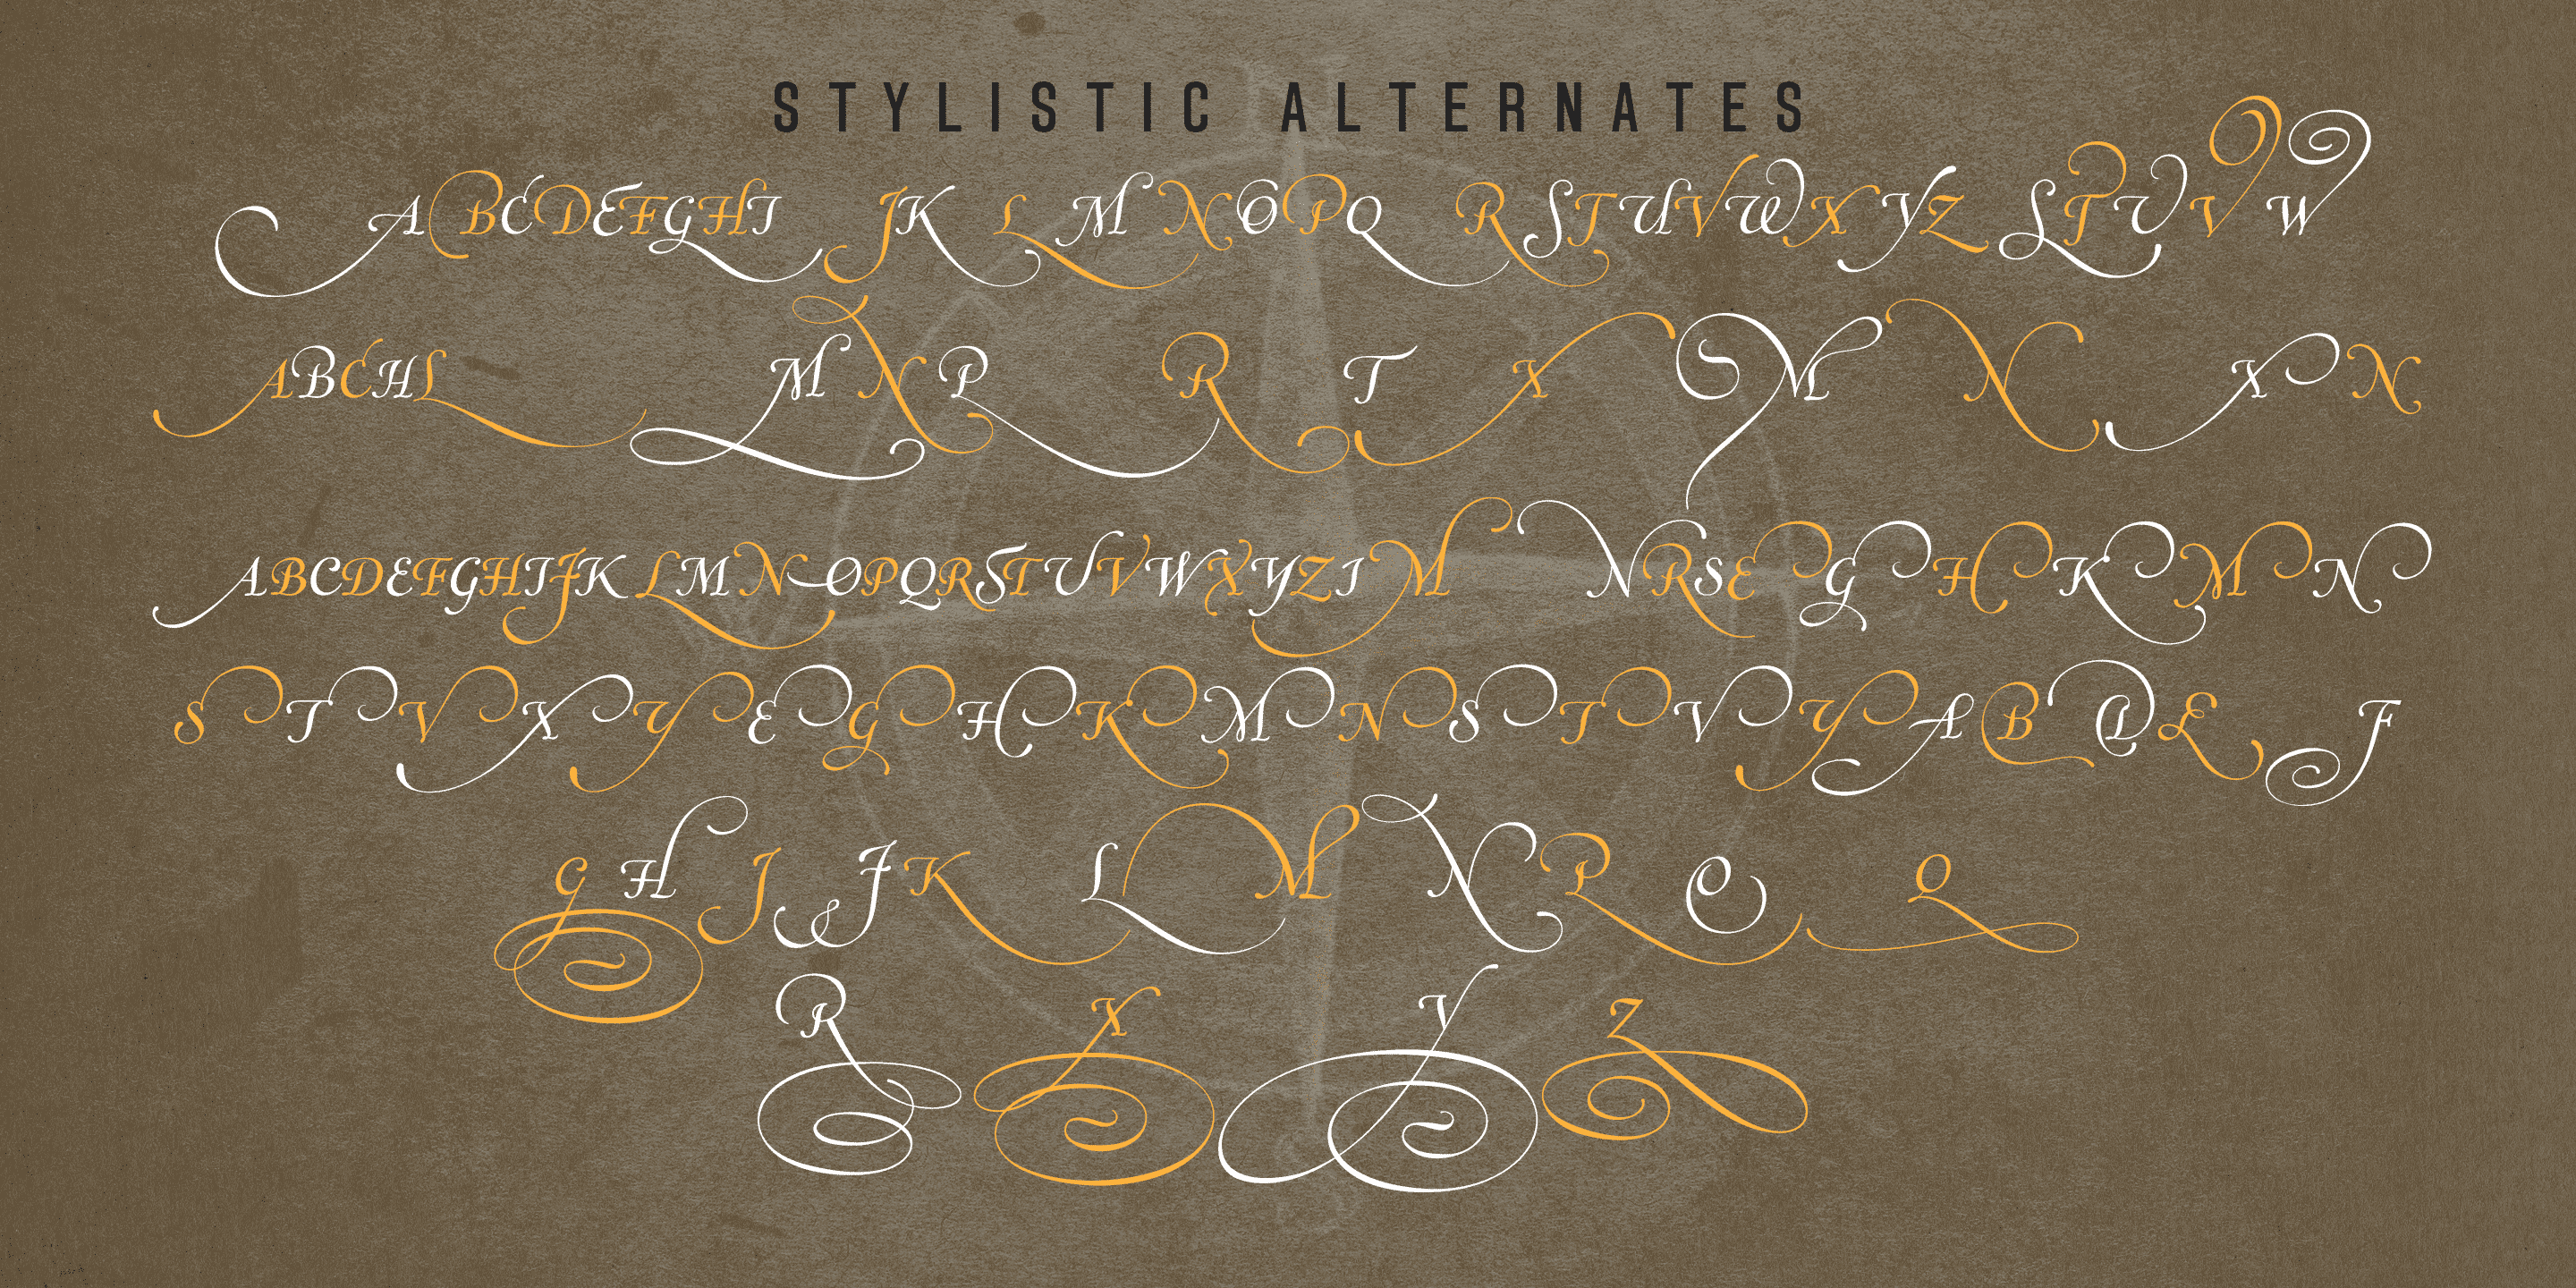 STYLISTIC ALTERNATES
A B C D E F G H I J K L M N O P Q R S T U V W X Y Z S T V V W
A B C H L M N P R T X M N X N
A B C D E F G H I J K L M N O P Q R S T U V W X Y Z I M N R S E G H K M N
S T V X Y E G H K M N S T V Y A B D E F
G H J J K L M N P O Q
R X Y Z